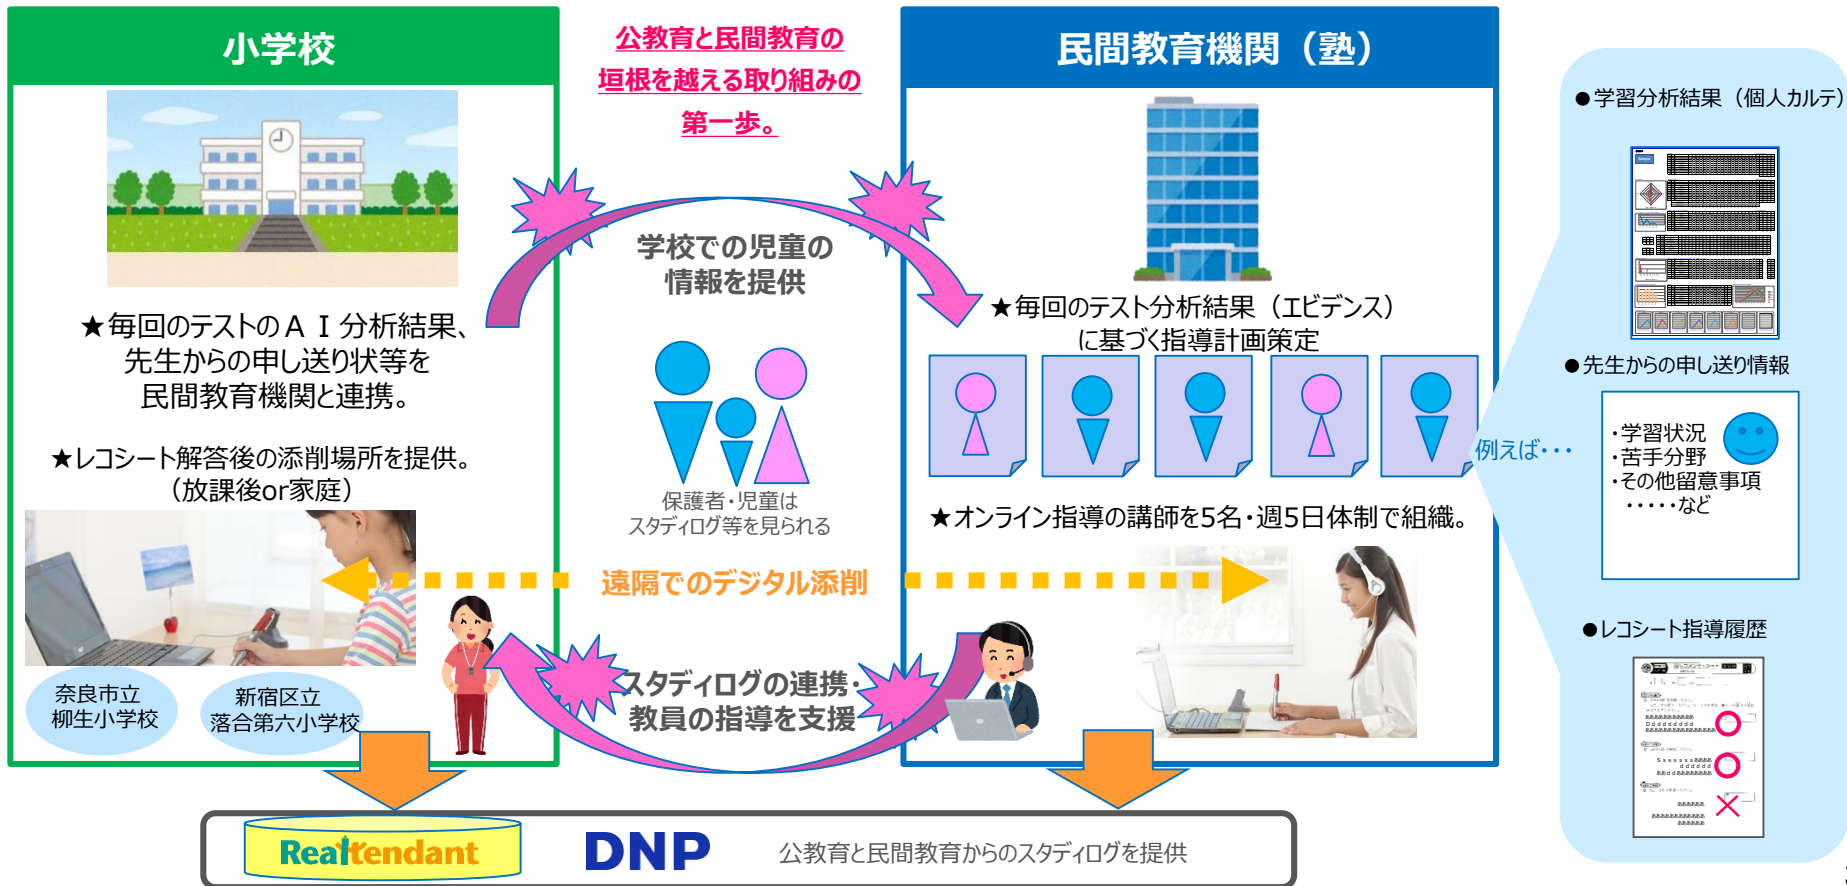 小学校
公教育と民間教育の
垣根を越える取り組みの
第一歩。
民間教育機関（塾）
★毎回のテストのＡＩ分析結果、
先生からの申し送り状等を
民間教育機関と連携。
★レコシート解答後の添削場所を提供。
（放課後or家庭）
奈良市立
柳生小学校
新宿区立
落合第六小学校
学校での児童の
情報を提供
保護者・児童は
スタディログ等を見られる
遠隔でのデジタル添削
スタディログの連携・
教員の指導を支援
★毎回のテスト分析結果（エビデンス）
に基づく指導計画策定
★オンライン指導の講師を5名・週5日体制で組織。
例えば・・・
●学習分析結果（個人カルテ）
●先生からの申し送り情報
・学習状況
・苦手分野
・その他留意事項
・・・・・など
●レコシート指導履歴
Realtendant
DNP
公教育と民間教育からのスタディログを提供